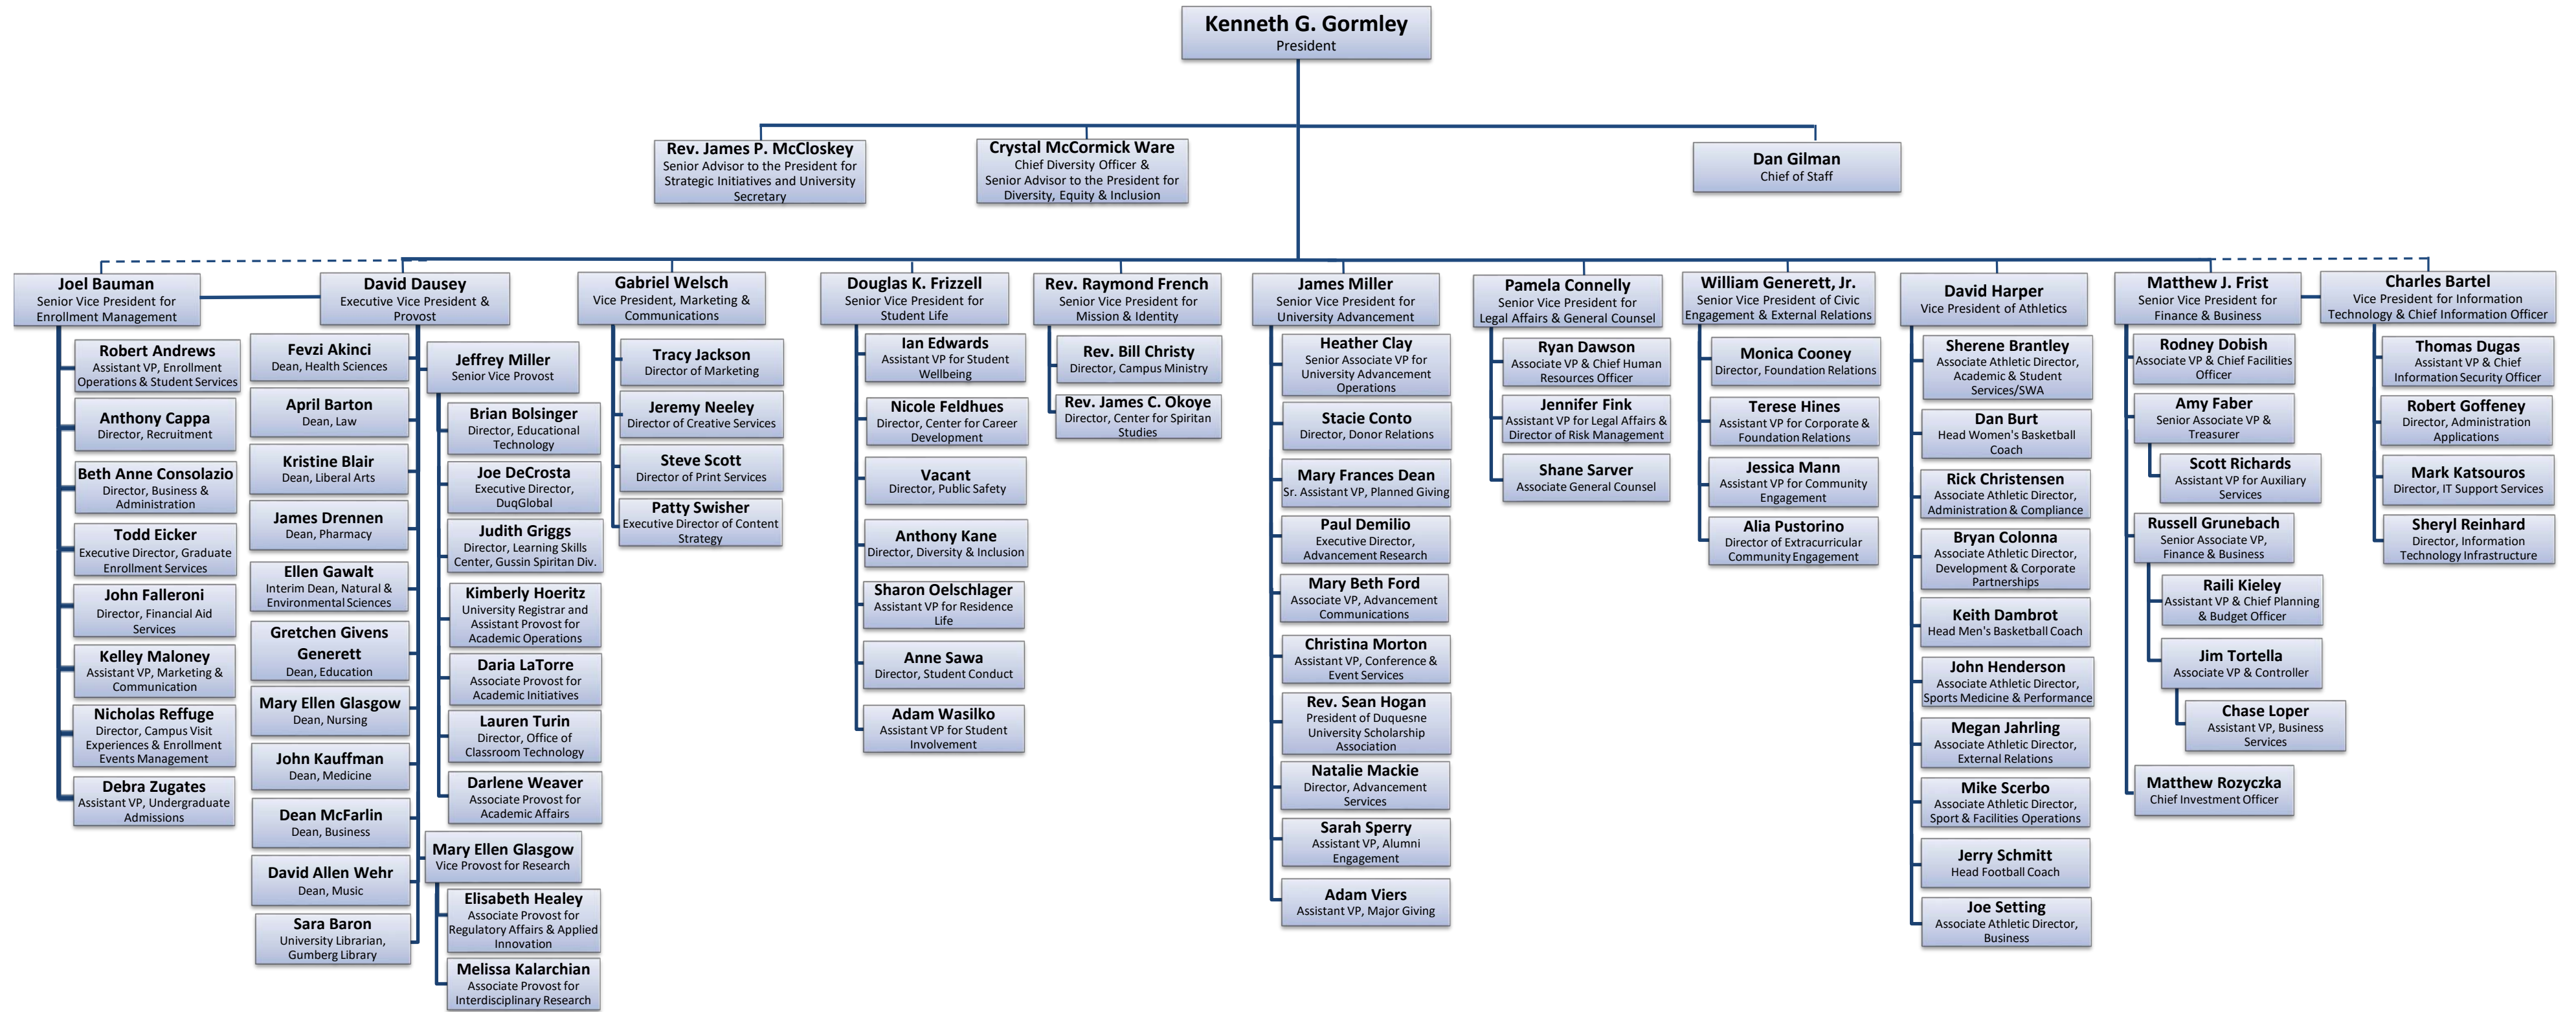 Kenneth G. Gormley
President
Rev. James P. McCloskey
Senior Advisor to the President for
Strategic Initiatives and University
Secretary
Crystal McCormick Ware
Chief Diversity Officer &
Senior Advisor to the President for
Diversity, Equity & Inclusion
Dan Gilman
Chief of Staff
Joel Bauman
Senior Vice President for
Enrollment Management
Robert Andrews
Assistant VP, Enrollment
Operations & Student Services
Anthony Cappa
Director, Recruitment
Beth Anne Consolazio
Director, Business &
Administration
Todd Eicker
Executive Director, Graduate
Enrollment Services
John Falleroni
Director, Financial Aid
Services
Kelley Maloney
Assistant VP, Marketing &
Communication
Nicholas Reffuge
Director, Campus Visit
Experiences & Enrollment
Events Management
Debra Zugates
Assistant VP, Undergraduate
Admissions
David Dausey
Executive Vice President &
Provost
Fevzi Akinci
Dean, Health Sciences
April Barton
Dean, Law
Kristine Blair
Dean, Liberal Arts
James Drennen
Dean, Pharmacy
Ellen Gawalt
Interim Dean, Natural &
Environmental Sciences
Gretchen Givens
Generett
Dean, Education
Mary Ellen Glasgow
Dean, Nursing
John Kauffman
Dean, Medicine
Dean McFarlin
Dean, Business
David Allen Wehr
Dean, Music
Sara Baron
University Librarian,
Gumberg Library
Jeffrey Miller
Senior Vice Provost
Brian Bolsinger
Director, Educational
Technology
Joe DeCrosta
Executive Director,
DuqGlobal
Judith Griggs
Director, Learning Skills
Center, Gussin Spiritan Div.
Kimberly Hoeritz
University Registrar and
Assistant Provost for
Academic Operations
Daria LaTorre
Associate Provost for
Academic Initiatives
Lauren Turin
Director, Office of
Classroom Technology
Darlene Weaver
Associate Provost for
Academic Affairs
Mary Ellen Glasgow
Vice Provost for Research
Elisabeth Healey
Associate Provost for
Regulatory Affairs & Applied
Innovation
Melissa Kalarchian
Associate Provost for
Interdisciplinary Research
Gabriel Welsch
Vice President, Marketing &
Communications
Tracy Jackson
Director of Marketing
Jeremy Neeley
Director of Creative Services
Steve Scott
Director of Print Services
Patty Swisher
Executive Director of Content
Strategy
Douglas K. Frizzell
Senior Vice President for
Student Life
Ian Edwards
Assistant VP for Student
Wellbeing
Nicole Feldhues
Director, Center for Career
Development
Vacant
Director, Public Safety
Anthony Kane
Director, Diversity & Inclusion
Sharon Oelschlager
Assistant VP for Residence
Life
Anne Sawa
Director, Student Conduct
Adam Wasilko
Assistant VP for Student
Involvement
Rev. Raymond French
Senior Vice President for
Mission & Identity
Rev. Bill Christy
Director, Campus Ministry
Rev. James C. Okoye
Director, Center for Spiritan
Studies
James Miller
Senior Vice President for
University Advancement
Heather Clay
Senior Associate VP for
University Advancement
Operations
Stacie Conto
Director, Donor Relations
Mary Frances Dean
Sr. Assistant VP, Planned Giving
Paul Demilio
Executive Director,
Advancement Research
Mary Beth Ford
Associate VP, Advancement
Communications
Christina Morton
Assistant VP, Conference &
Event Services
Rev. Sean Hogan
President of Duquesne
University Scholarship
Association
Natalie Mackie
Director, Advancement
Services
Sarah Sperry
Assistant VP, Alumni
Engagement
Adam Viers
Assistant VP, Major Giving
Pamela Connelly
Senior Vice President for
Legal Affairs & General Counsel
Ryan Dawson
Associate VP & Chief Human
Resources Officer
Jennifer Fink
Assistant VP for Legal Affairs &
Director of Risk Management
Shane Sarver
Associate General Counsel
William Generett, Jr.
Senior Vice President of Civic
Engagement & External Relations
Monica Cooney
Director, Foundation Relations
Terese Hines
Assistant VP for Corporate &
Foundation Relations
Jessica Mann
Assistant VP for Community
Engagement
Alia Pustorino
Director of Extracurricular
Community Engagement
David Harper
Vice President of Athletics
Sherene Brantley
Associate Athletic Director,
Academic & Student
Services/SWA
Dan Burt
Head Women's Basketball
Coach
Rick Christensen
Associate Athletic Director,
Administration & Compliance
Bryan Colonna
Associate Athletic Director,
Development & Corporate
Partnerships
Keith Dambrot
Head Men's Basketball Coach
John Henderson
Associate Athletic Director,
Sports Medicine & Performance
Megan Jahrling
Associate Athletic Director,
External Relations
Mike Scerbo
Associate Athletic Director,
Sport & Facilities Operations
Jerry Schmitt
Head Football Coach
Joe Setting
Associate Athletic Director,
Business
Matthew J. Frist
Senior Vice President for
Finance & Business
Rodney Dobish
Associate VP & Chief Facilities
Officer
Amy Faber
Senior Associate VP &
Treasurer
Scott Richards
Assistant VP for Auxiliary
Services
Russell Grunebach
Senior Associate VP,
Finance & Business
Raili Kieley
Assistant VP & Chief Planning
& Budget Officer
Jim Tortella
Associate VP & Controller
Chase Loper
Assistant VP, Business
Services
Matthew Rozyczka
Chief Investment Officer
Charles Bartel
Vice President for Information
Technology & Chief Information Officer
Thomas Dugas
Assistant VP & Chief
Information Security Officer
Robert Goffeney
Director, Administration
Applications
Mark Katsouros
Director, IT Support Services
Sheryl Reinhard
Director, Information
Technology Infrastructure